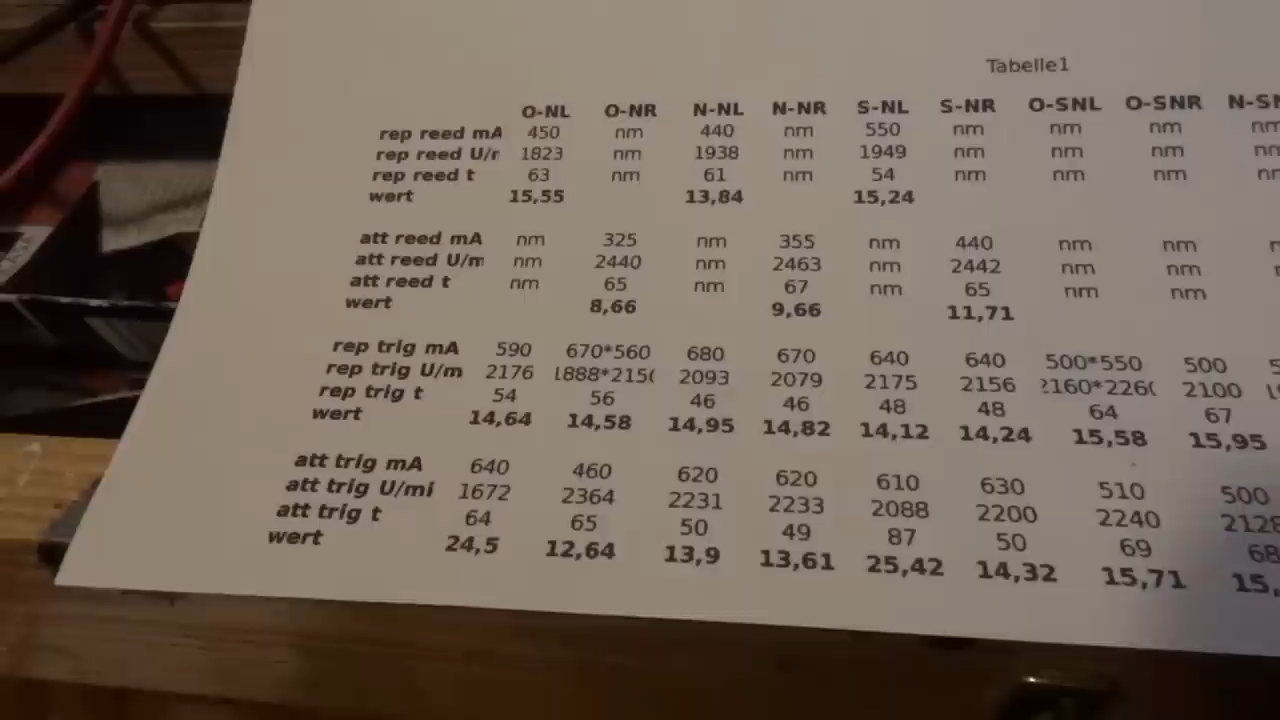 Tabelle1
O-NL O-NR N-NL N-NR S-NL S-NR O-SNL O-SNR
rep reed mA 450 nm 440 nm 550 nm nm nm
rep reed U/ 1823 nm 1938 nm 1949 nm nm nm
rep reed t 63 nm 61 nm 54 nm nm nm
wert 15,55 13,84 15,24
att reed mA nm 325 nm 355 nm 440 nm nm
att reed U/m nm 2440 nm 2463 nm 2442 nm nm
att reed t nm 65 nm 67 nm 65 nm nm
wert 8,66 9,66 11,71
rep trig mA 590 670*560 680 670 640 640 500*550 500
rep trig U/m 2176 1888*215 2093 2079 2175 2156 2160*226 2100
rep trig t 54 56 46 46 48 48 64 67
wert 14,64 14,58 14,95 14,82 14,12 14,24 15,58 15,95
att trig mA 640 460 620 620 610 630 510 500
att trig U/mi 1672 2364 2231 2233 2088 2200 2240 2128
att trig t 64 65 50 49 87 50 69 68
wert 24,5 12,64 13,9 13,61 25,42 14,32 15,71 15,